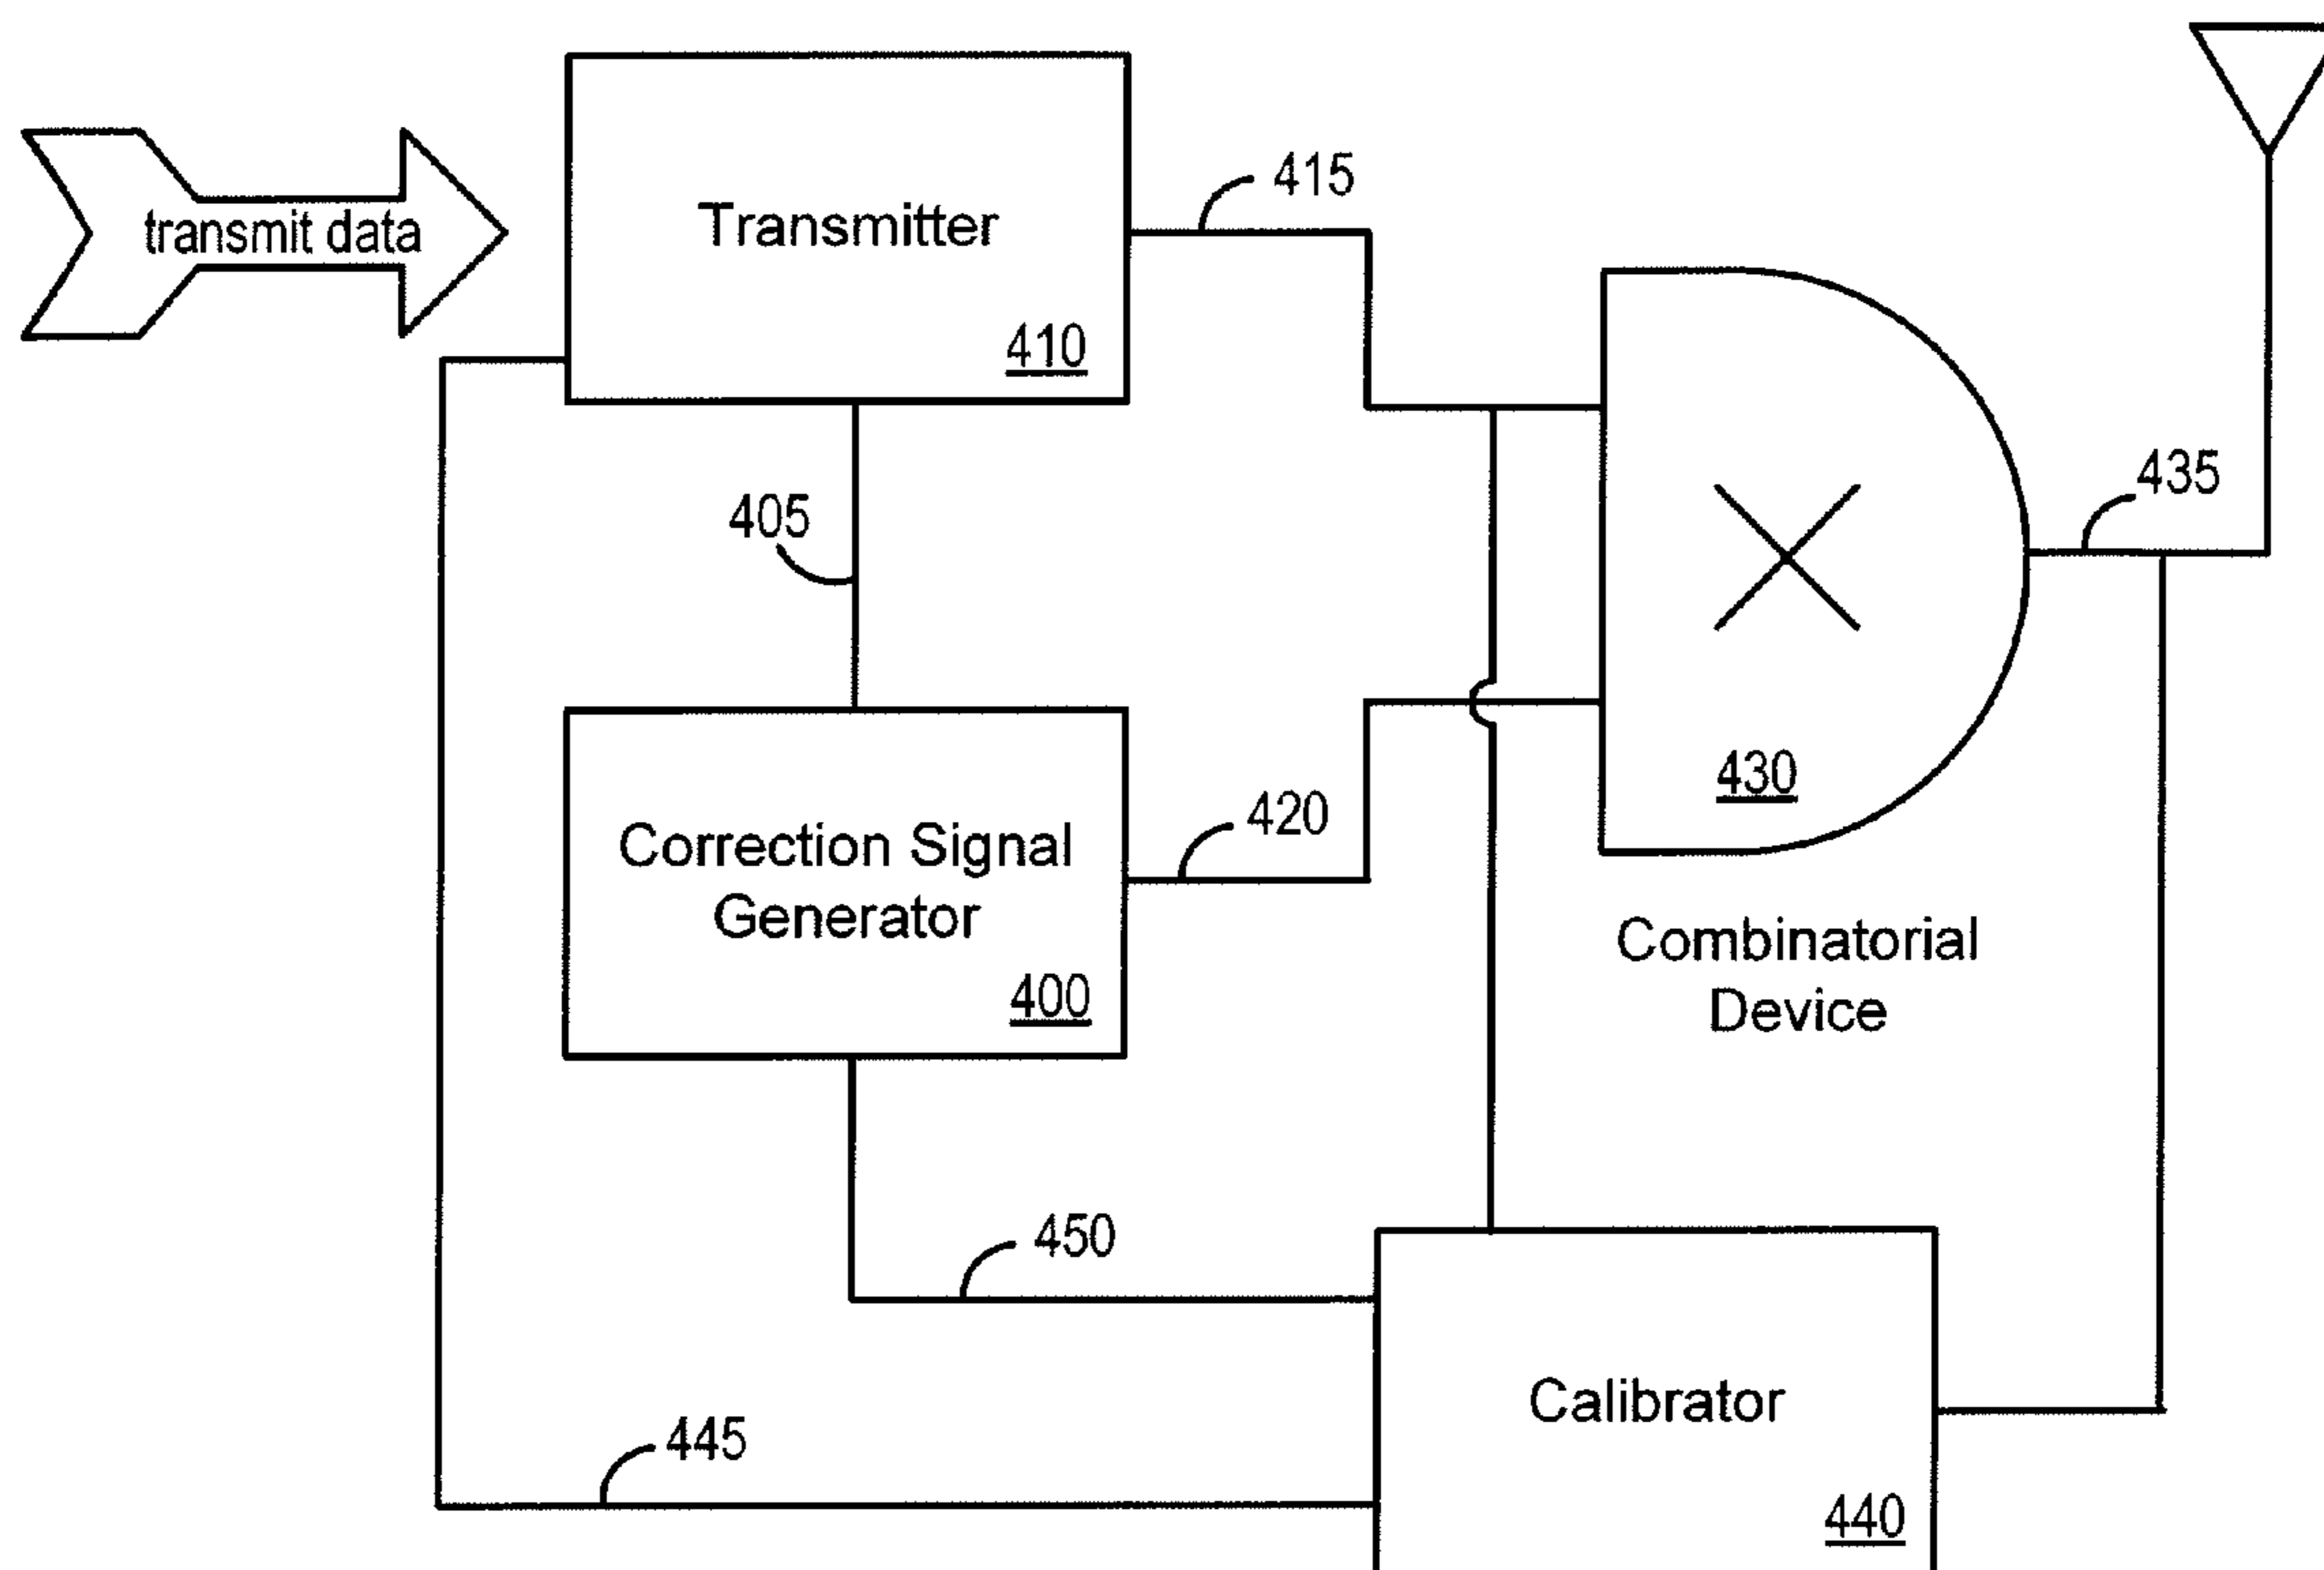 transmit data
Transmitter
410
415
405
435
430
Combinatorial
Device
Correction Signal
Generator
400
420
450
445
Calibrator
440